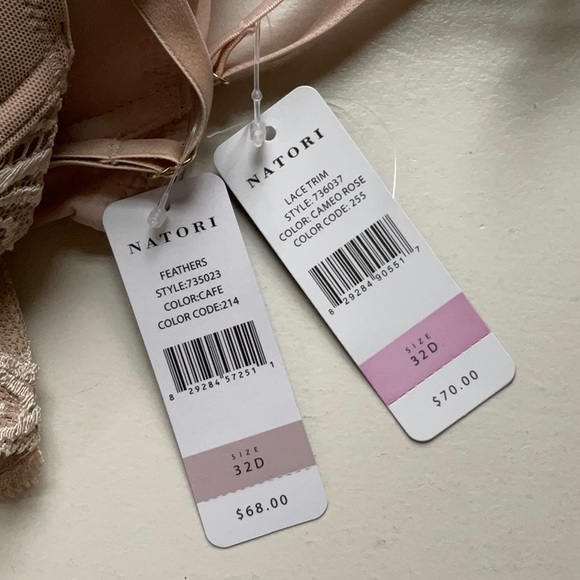 NATORI
FEATHERS
STYLE:735023
COLOR:CAFE
COLOR CODE:214
8 29284 57251 1
SIZE
32D
$68.00
NATORI
LACE TRIM
STYLE:736037
COLOR: CAMEO ROSE
COLOR CODE: 255
8 29284 90551 7
SIZE
32D
$70.00